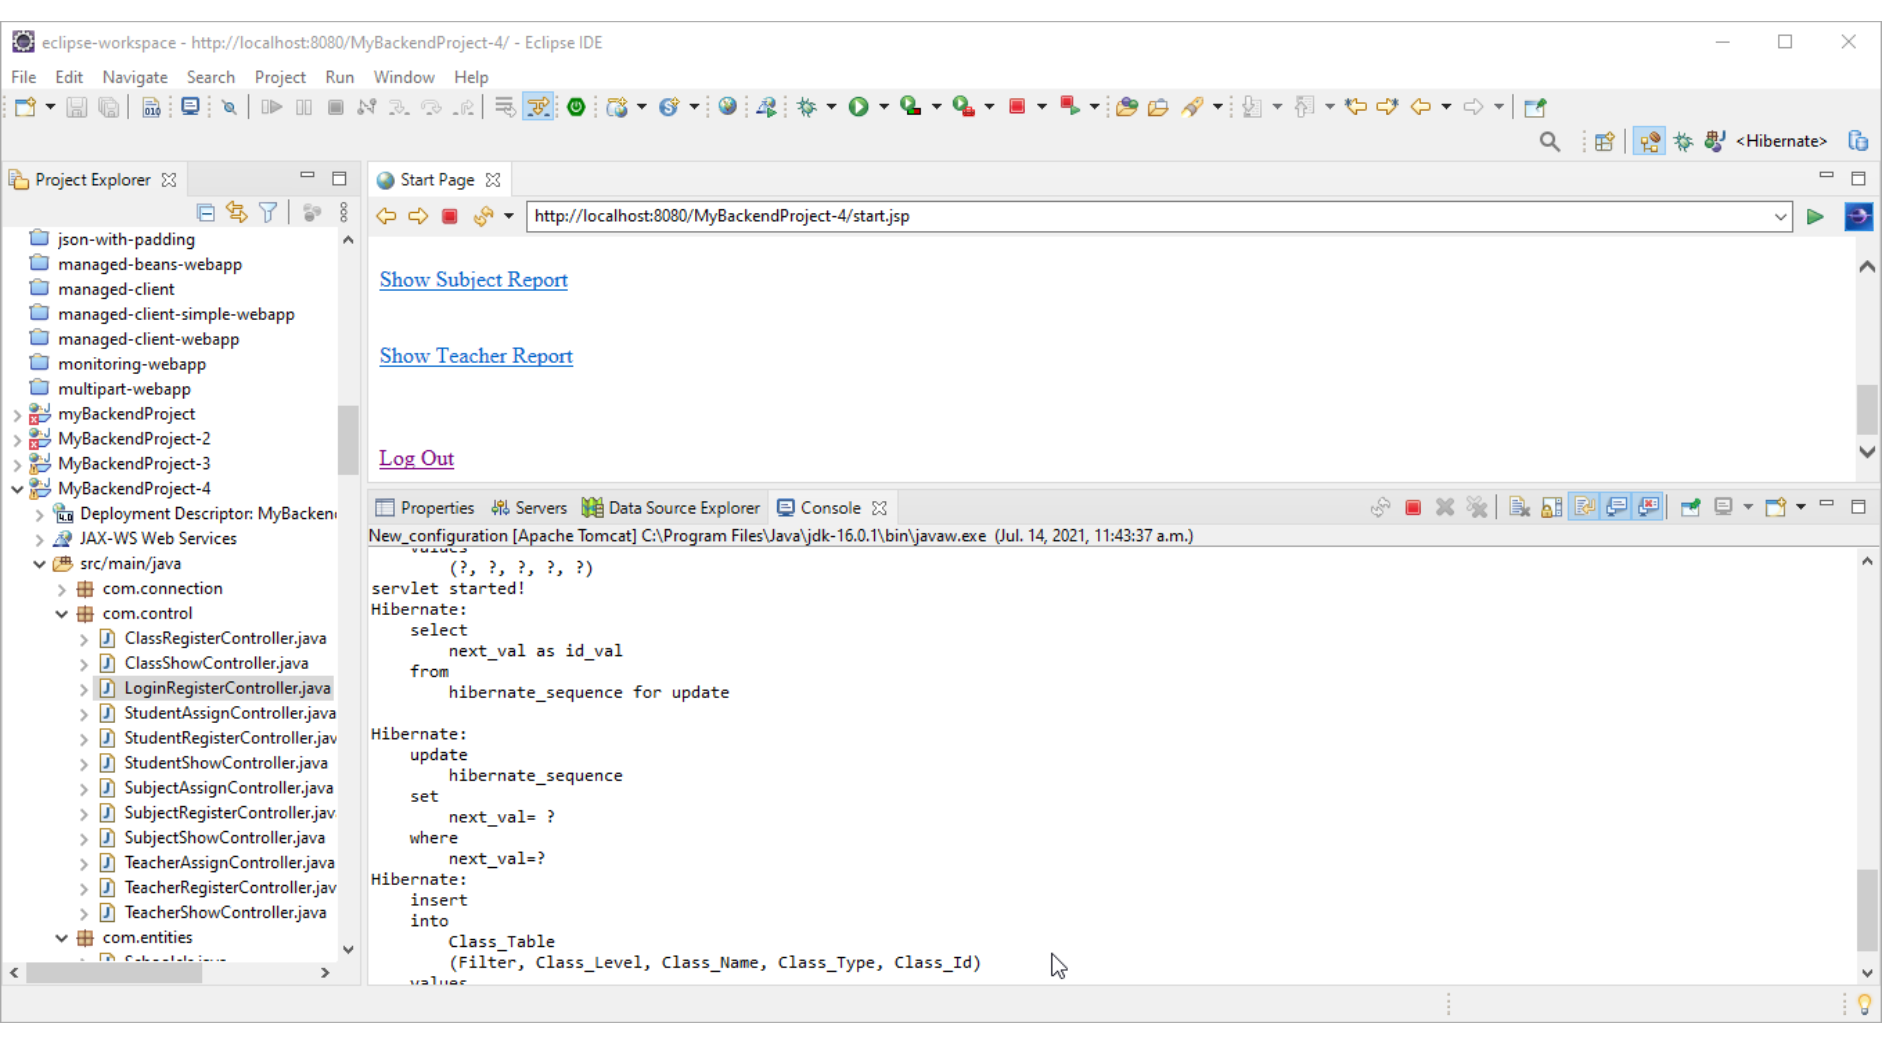 eclipse-workspace - http://localhost:8080/MyBackendProject-4/ - Eclipse IDE
File Edit Navigate Search Project Run Window Help
<Hibernate>
Project Explorer
json-with-padding
managed-beans-webapp
managed-client
managed-client-simple-webapp
managed-client-webapp
monitoring-webapp
multipart-webapp
myBackendProject
MyBackendProject-2
MyBackendProject-3
MyBackendProject-4
Deployment Descriptor: MyBacken
JAX-WS Web Services
src/main/java
com.connection
com.control
ClassRegisterController.java
ClassShowController.java
LoginRegisterController.java
StudentAssignController.java
StudentRegisterController.jav
StudentShowController.java
SubjectAssignController.java
SubjectRegisterController.jav
SubjectShowController.java
TeacherAssignController.java
TeacherRegisterController.jav
TeacherShowController.java
com.entities
Start Page
http://localhost:8080/MyBackendProject-4/start.jsp
Show Subject Report
Show Teacher Report
Log Out
Properties Servers Data Source Explorer Console
New_configuration [Apache Tomcat] C:\Program Files\Java\jdk-16.0.1\bin\javaw.exe (Jul. 14, 2021, 11:43:37 a.m.)
values
(?, ?, ?, ?, ?)
servlet started!
Hibernate:
select
next_val as id_val
from
hibernate_sequence for update
Hibernate:
update
hibernate_sequence
set
next_val= ?
where
next_val=?
Hibernate:
insert
into
Class_Table
(Filter, Class_Level, Class_Name, Class_Type, Class_Id)
values